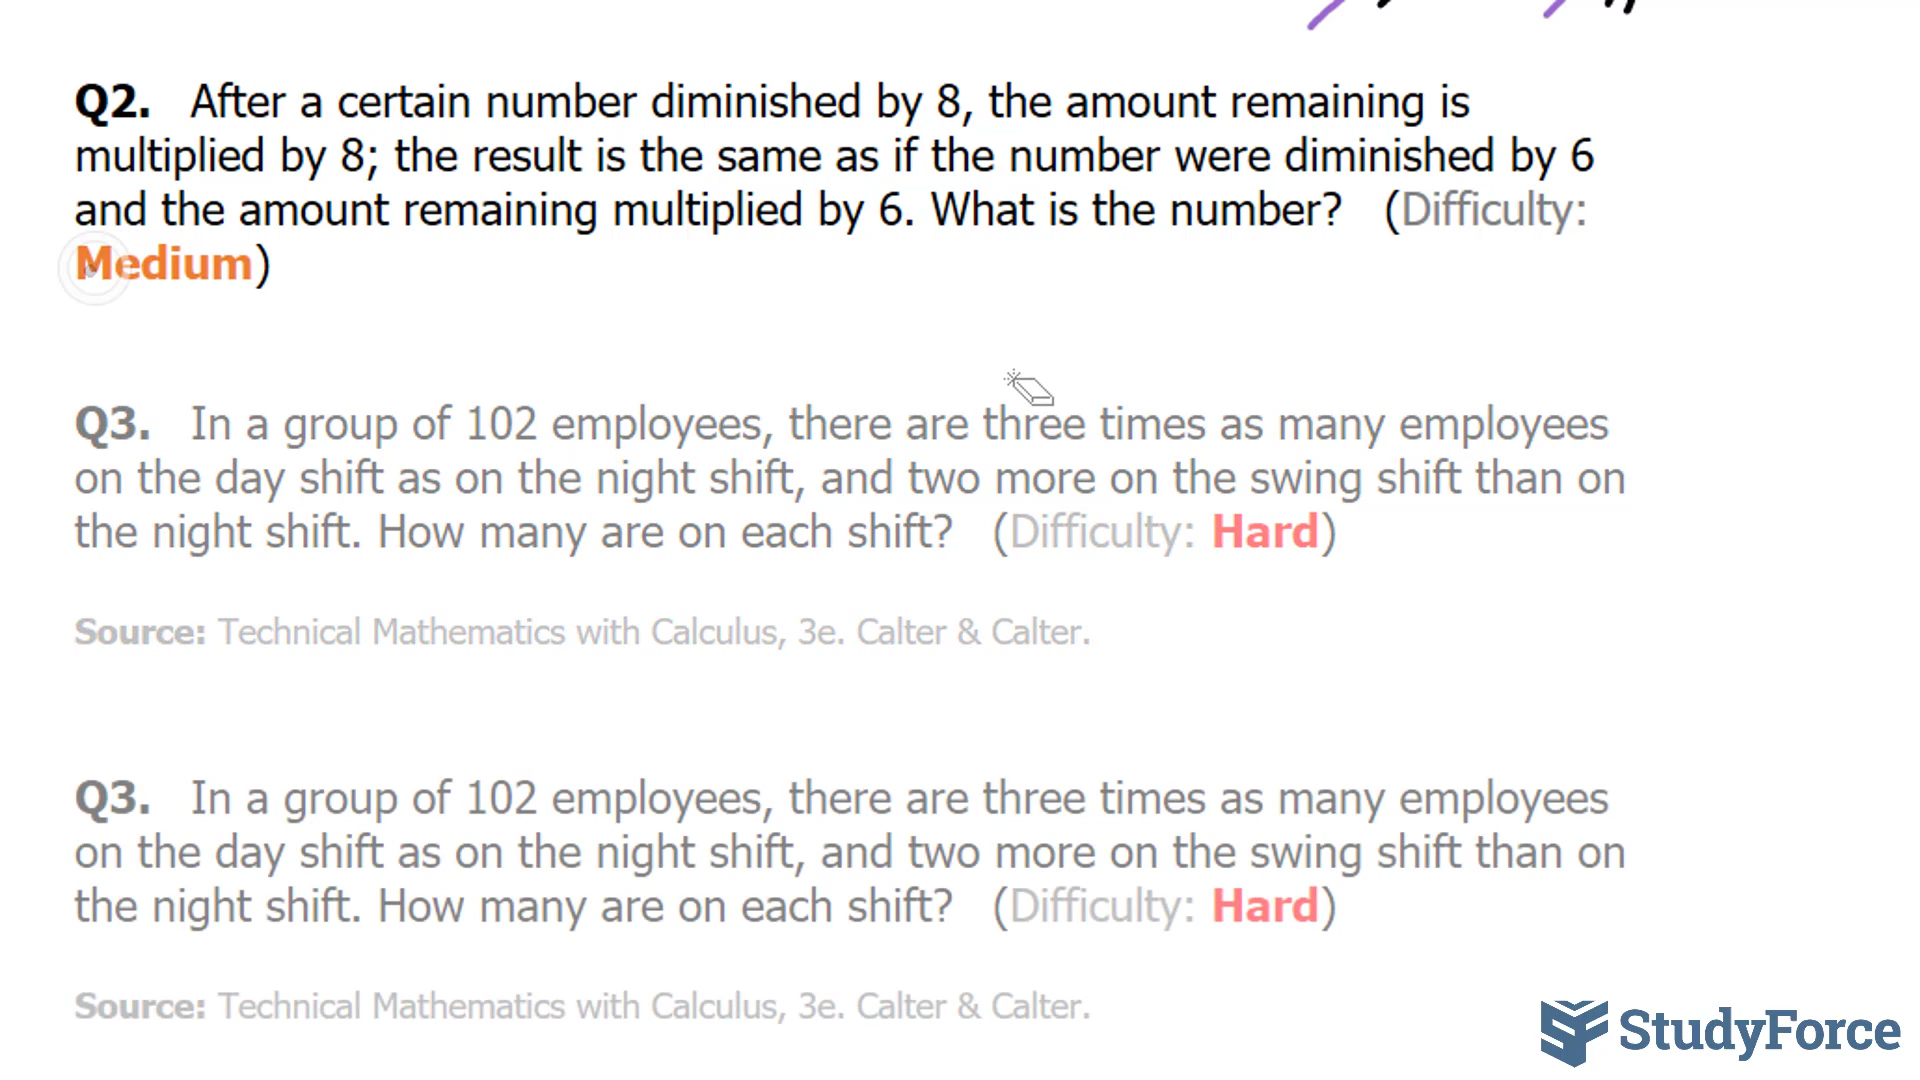 Q2. After a certain number diminished by 8, the amount remaining is
multiplied by 8; the result is the same as if the number were diminished by 6
and the amount remaining multiplied by 6. What is the number? (Difficulty:
Medium)
Q3. In a group of 102 employees, there are three times as many employees
on the day shift as on the night shift, and two more on the swing shift than on
the night shift. How many are on each shift? (Difficulty: Hard)
Source: Technical Mathematics with Calculus, 3e. Calter & Calter.
Q3. In a group of 102 employees, there are three times as many employees
on the day shift as on the night shift, and two more on the swing shift than on
the night shift. How many are on each shift? (Difficulty: Hard)
Source: Technical Mathematics with Calculus, 3e. Calter & Calter.
StudyForce